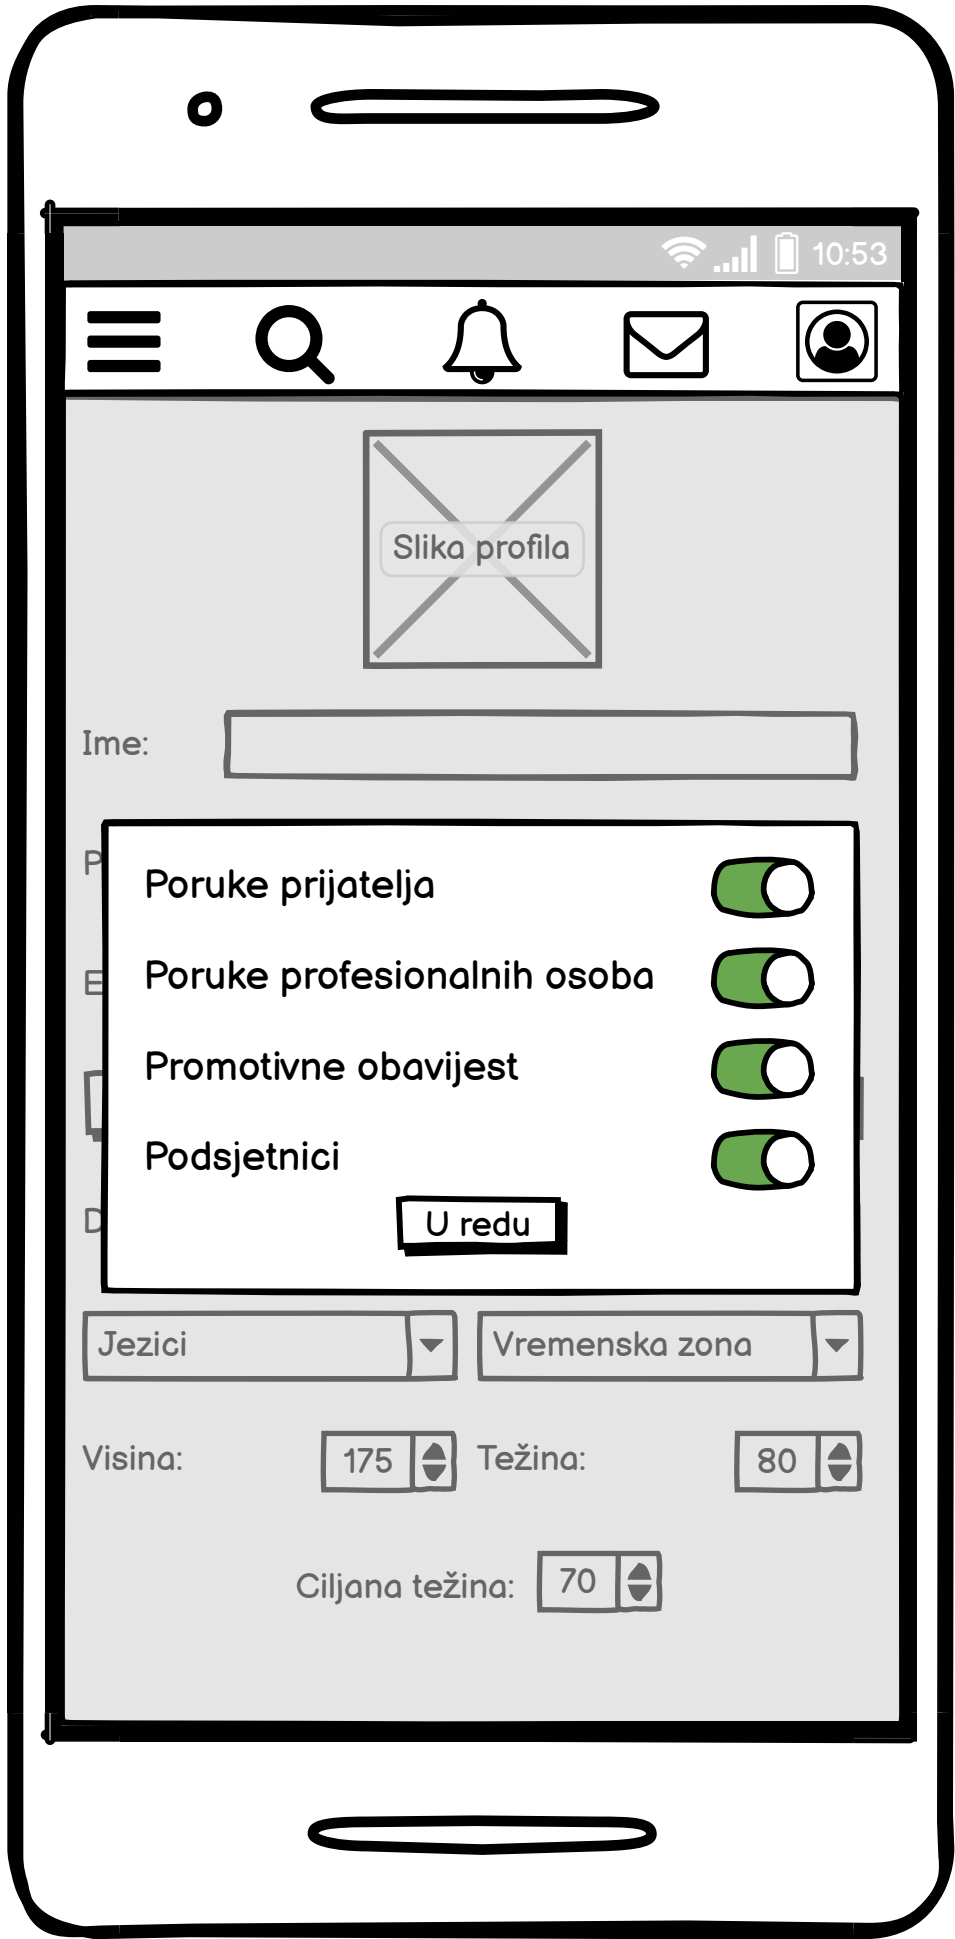 10:53
Slika profila
Ime:
P
Poruke prijatelja
Poruke profesionalnih osoba
E
Promotivne obavijest
Podsjetnici
D
U redu
Jezici Vremenska zona
Visina: 175 Težina: 80
Ciljana težina: 70